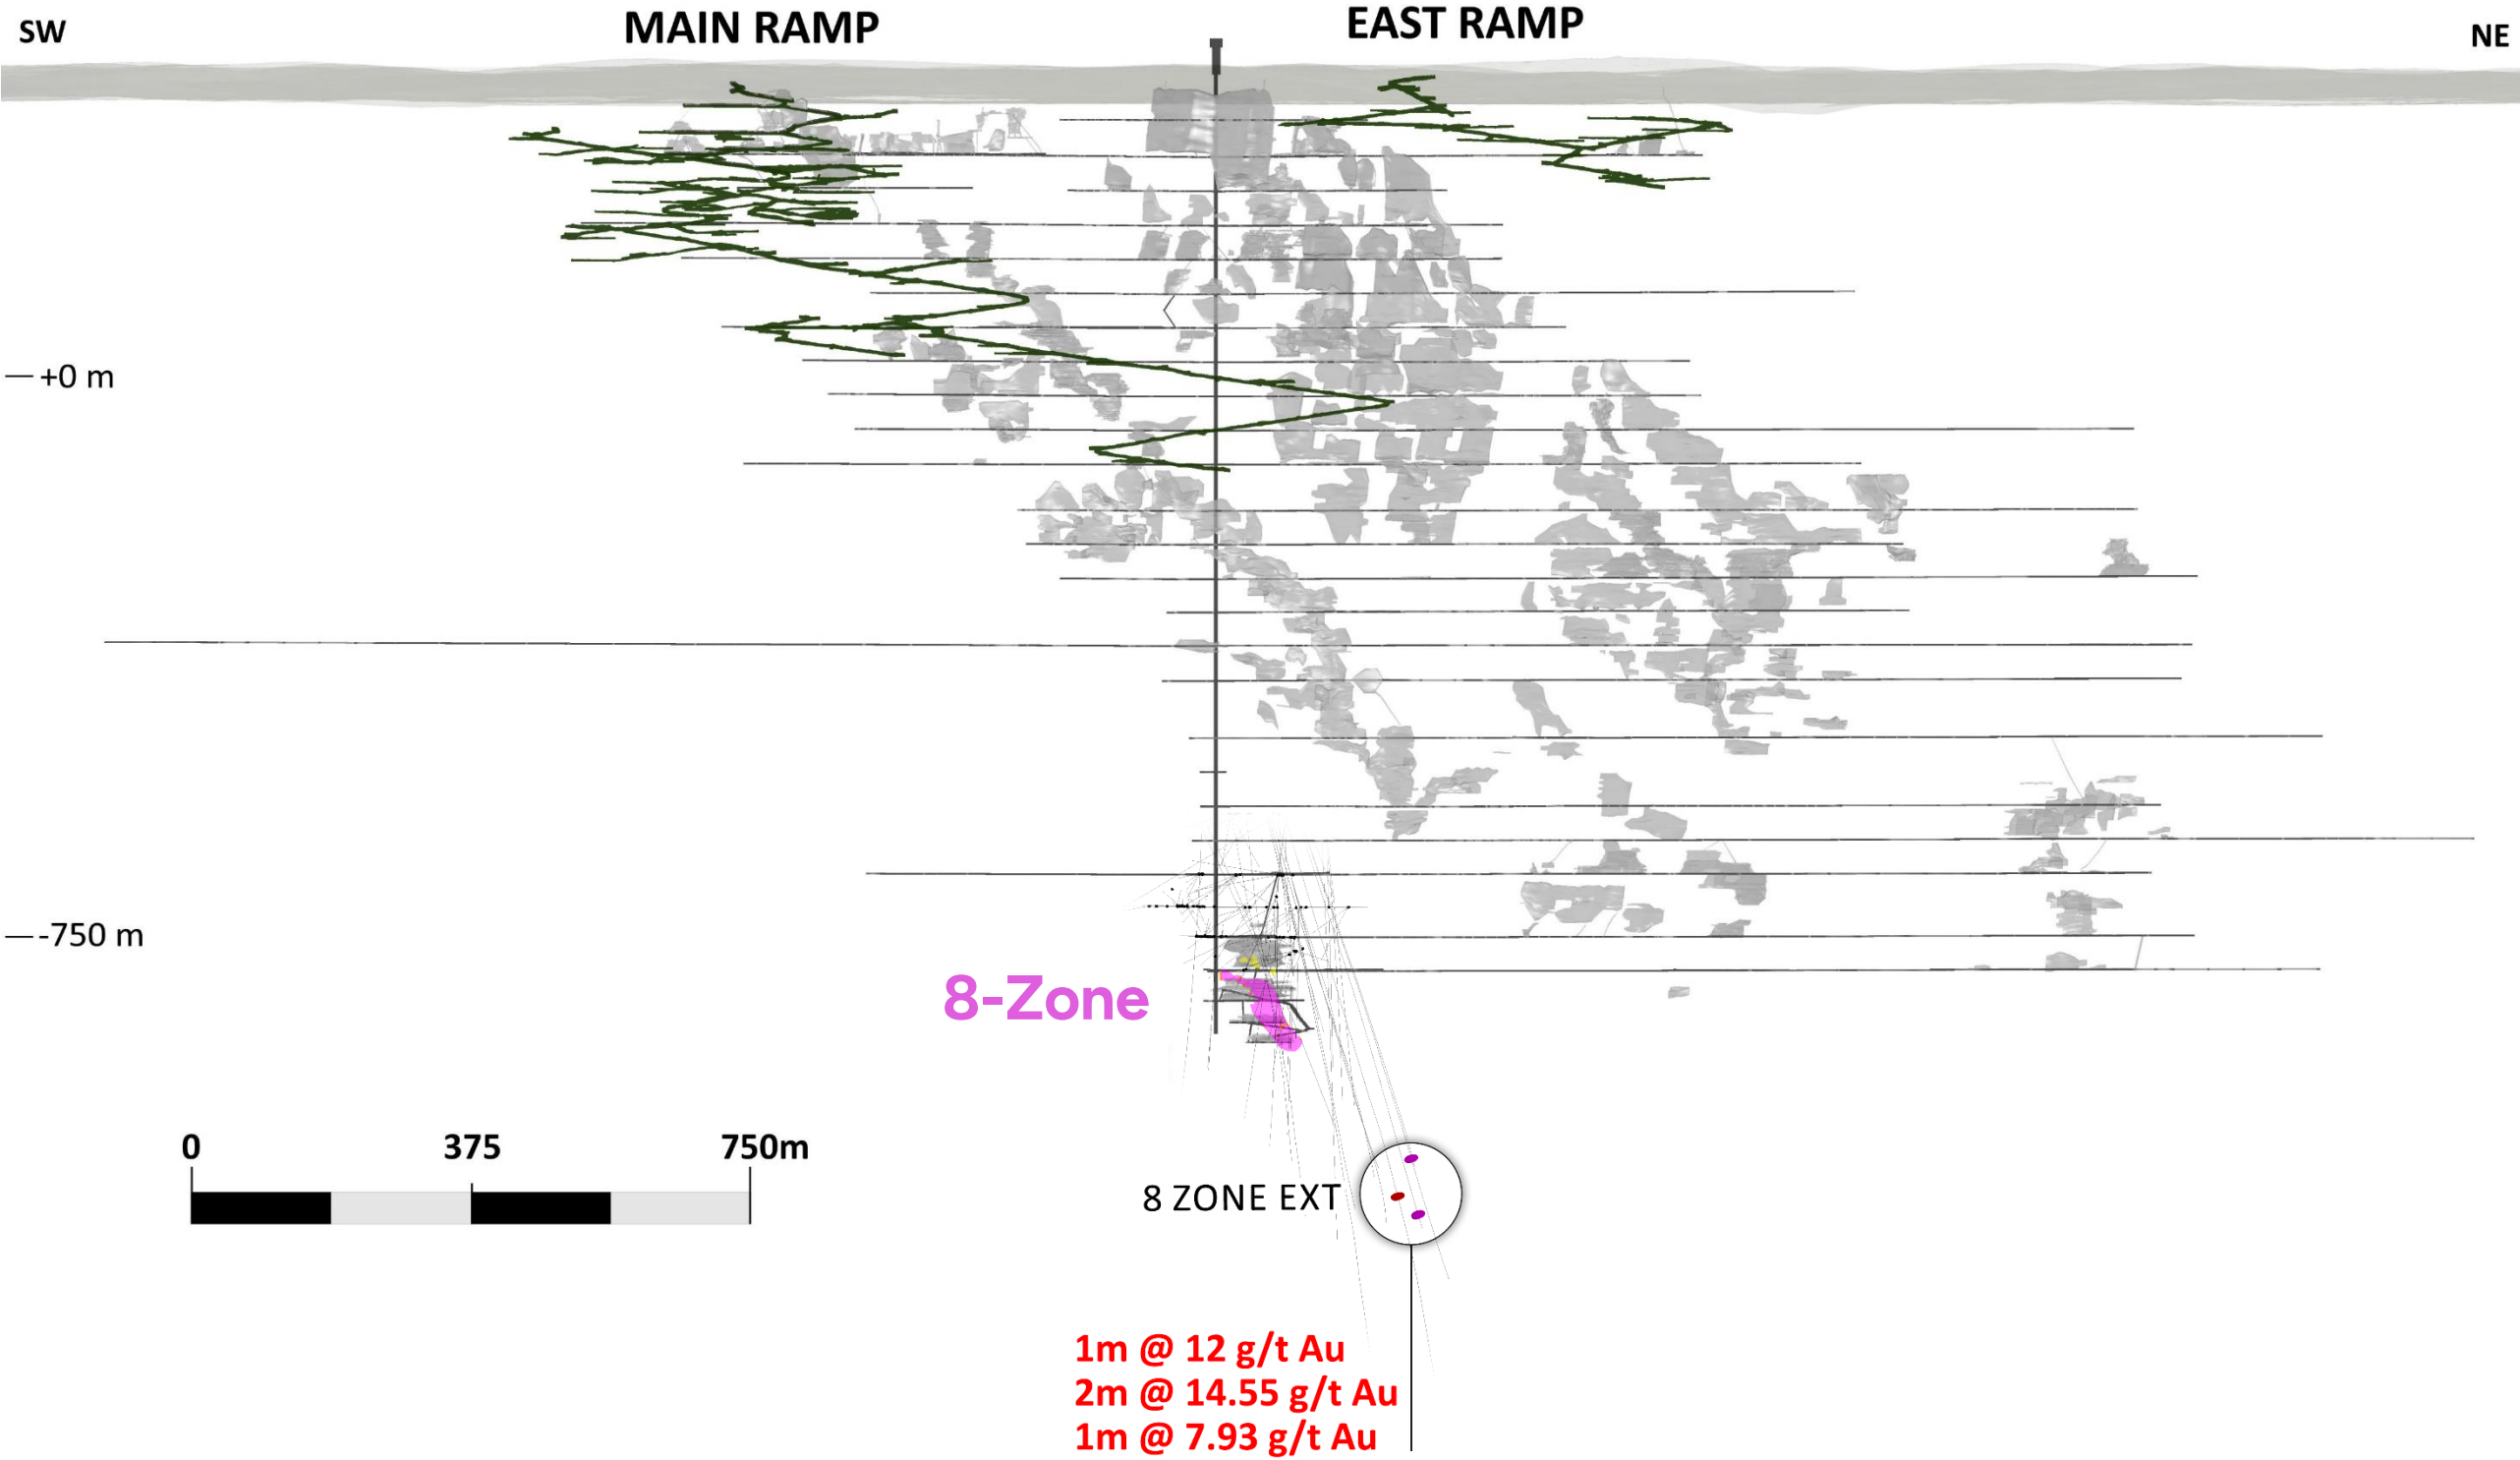 SW
MAIN RAMP
EAST RAMP
NE
+0 m
-750 m
8-Zone
0 375 750m
8 ZONE EXT
1m @ 12 g/t Au
2m @ 14.55 g/t Au
1m @ 7.93 g/t Au